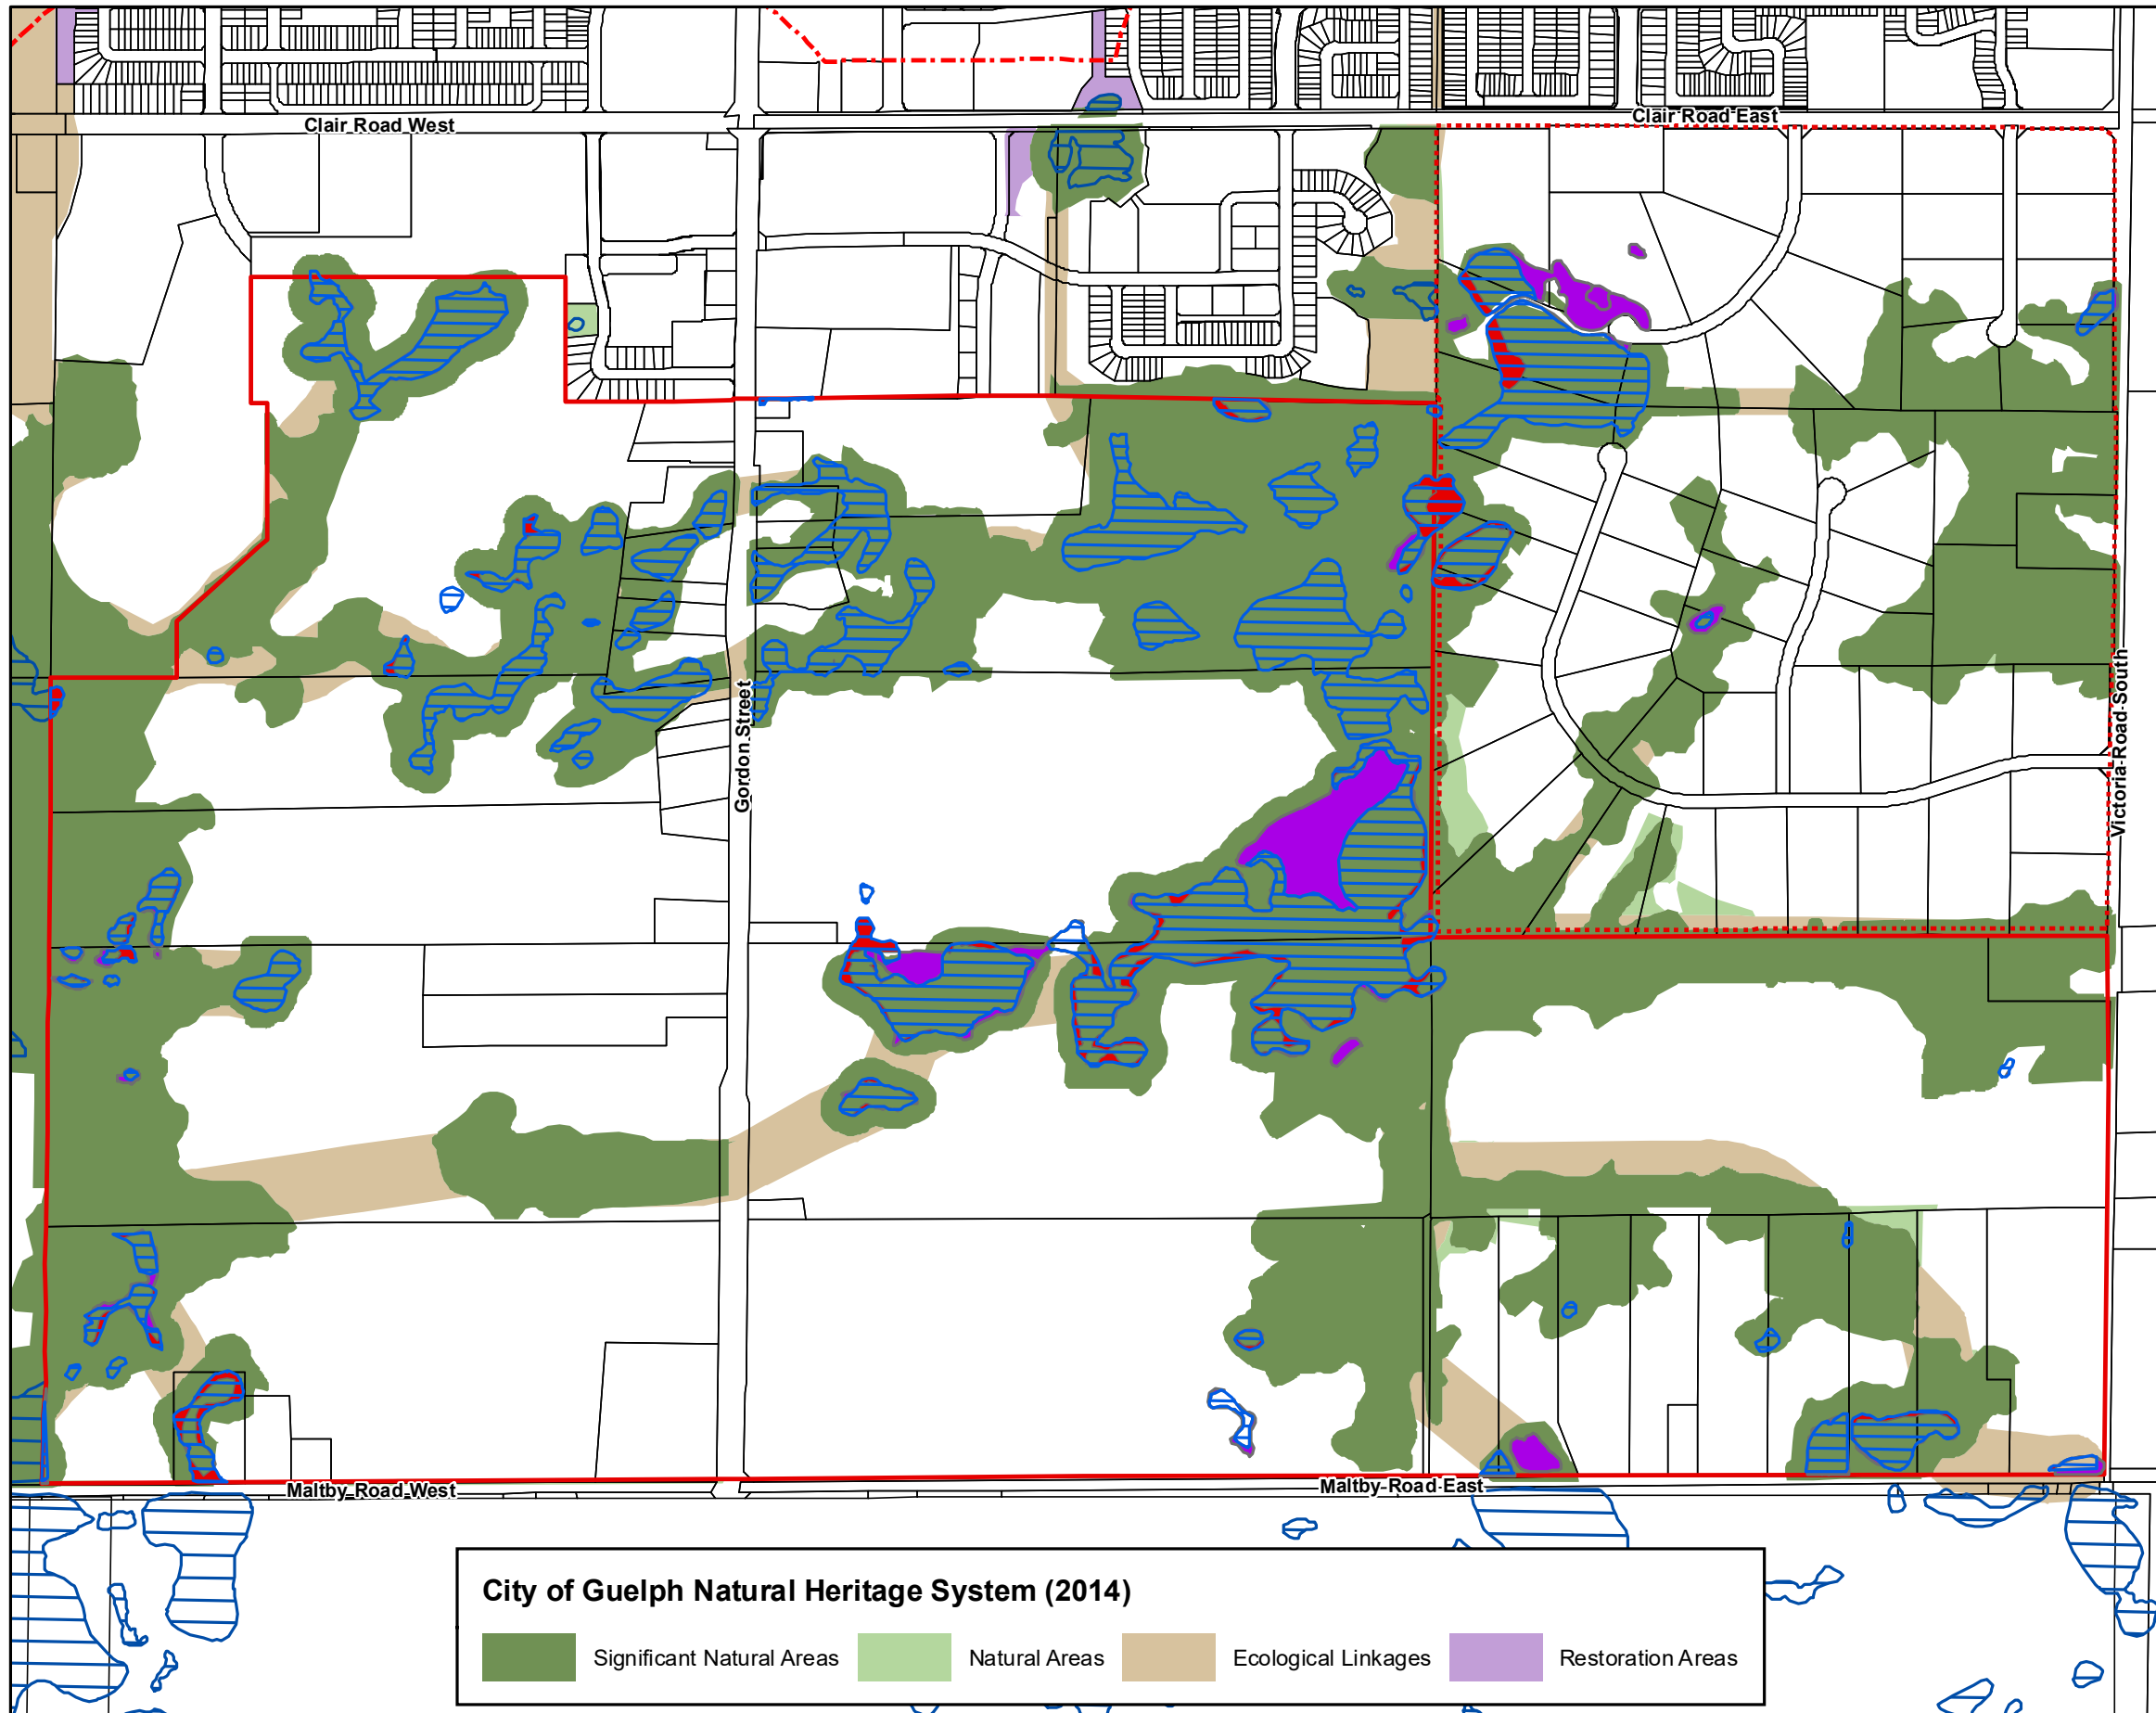 Clair Road East
Clair Road West
Gordon Street
Victoria Road South
Maltby Road East
Maltby Road West
City of Guelph Natural Heritage System (2014)
Significant Natural Areas Natural Areas Ecological Linkages Restoration Areas